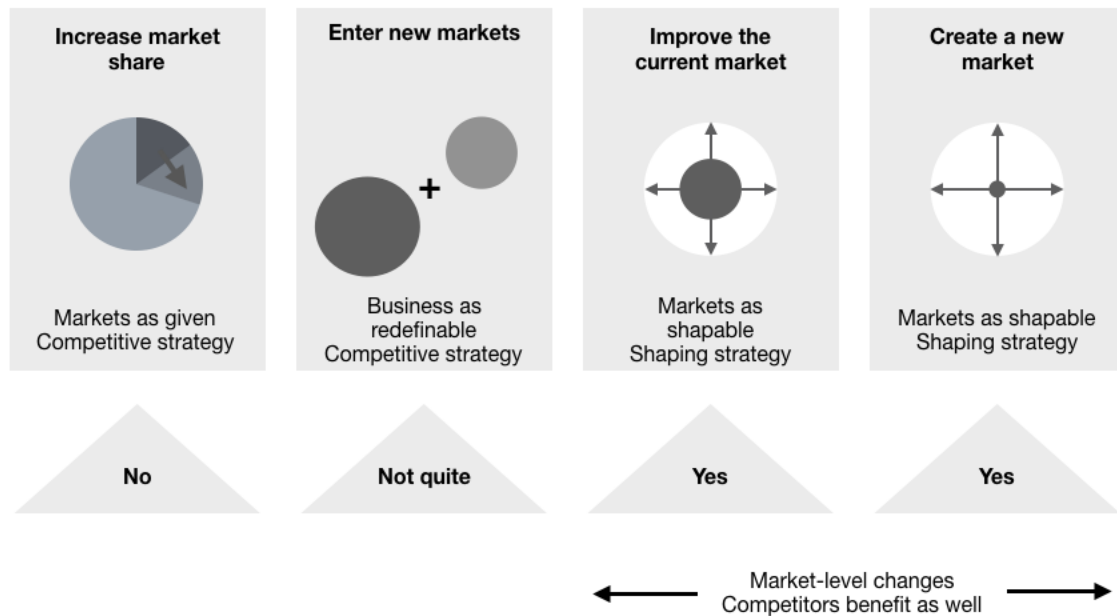 Increase market
share
Markets as given
Competitive strategy
Enter new markets
+
Business as
redefinable
Competitive strategy
Improve the
current market
Markets as
shapable
Shaping strategy
Create a new
market
Markets as shapable
Shaping strategy
No
Not quite
Yes
Yes
Market-level changes
Competitors benefit as well